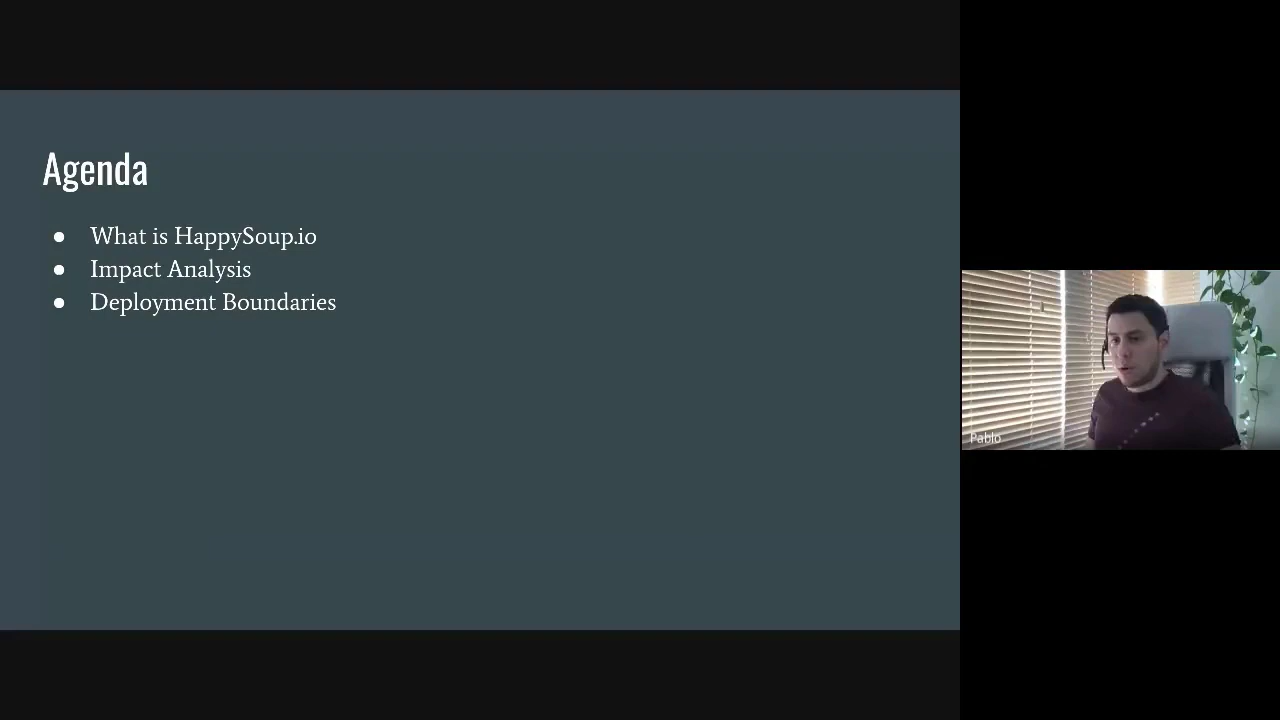 Agenda
● What is HappySoup.io
● Impact Analysis
● Deployment Boundaries
Pablo